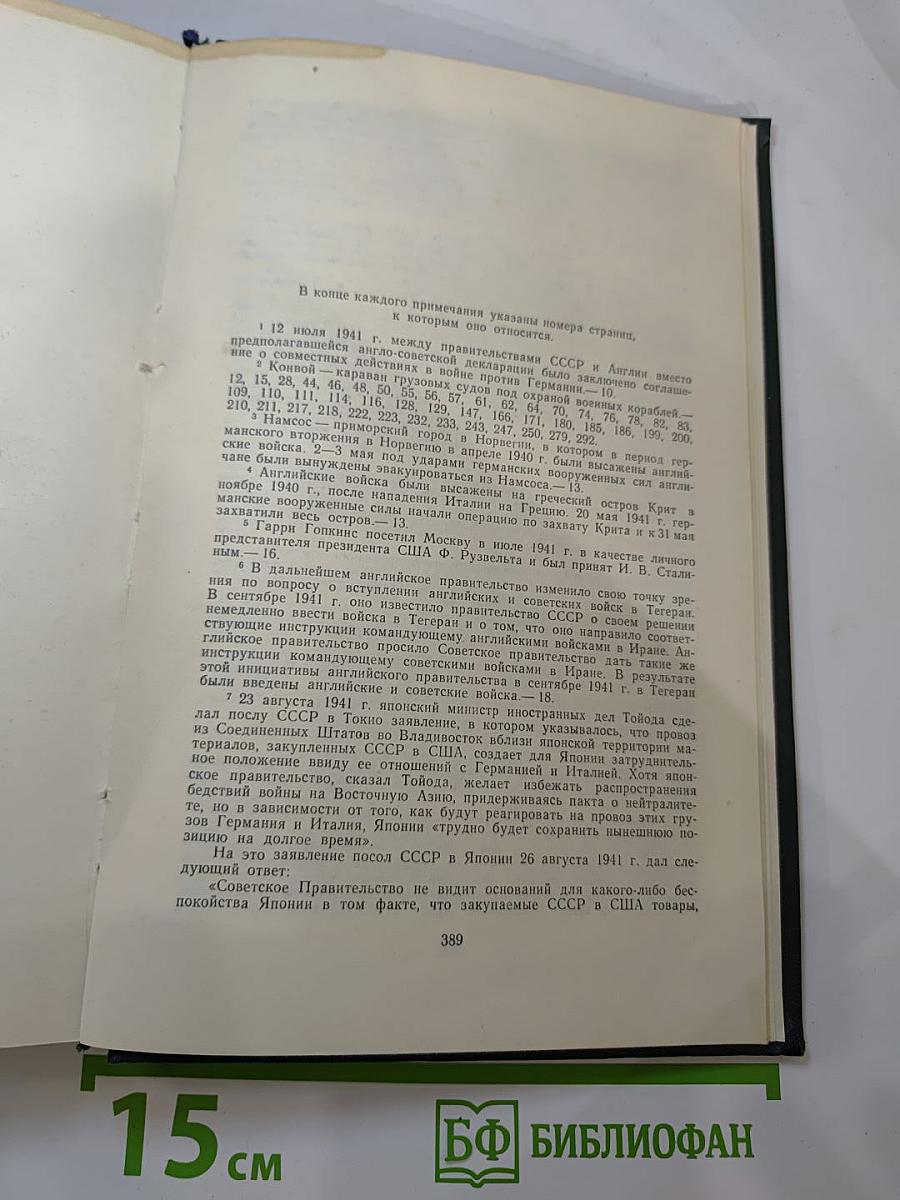 В конце каждого примечания указаны номера страниц,
к которым оно относится.
¹ 12 июля 1941 г. между правительствами СССР и Англии вместо
предполагавшейся англо-советской декларации было заключено соглаше-
ние о совместных действиях в войне против Германии.— 10.
² Конвой — караван грузовых судов под охраной военных кораблей.—
12, 15, 28, 44, 46, 48, 50, 55, 56, 57, 61, 62, 64, 70, 74, 76, 78, 82, 83,
109, 110, 111, 114, 116, 128, 129, 147, 166, 171, 180, 185, 186, 199, 200,
210, 211, 217, 218, 222, 223, 232, 233, 243, 247, 250, 279, 292.
³ Намсос — приморский город в Норвегии, в котором в период гер-
манского вторжения в Норвегию в апреле 1940 г. были высажены англий-
ские войска. 2—3 мая под ударами германских вооруженных сил англи-
чане были вынуждены эвакуироваться из Намсоса.— 13.
⁴ Английские войска были высажены на греческий остров Крит в
ноябре 1940 г., после нападения Италии на Грецию. 20 мая 1941 г. гер-
манские вооруженные силы начали операцию по захвату Крита и к 31 мая
захватили весь остров.— 13.
⁵ Гарри Гопкинс посетил Москву в июле 1941 г. в качестве личного
представителя президента США Ф. Рузвельта и был принят И. В. Стали-
ным.— 16.
⁶ В дальнейшем английское правительство изменило свою точку зре-
ния по вопросу о вступлении английских и советских войск в Тегеран.
В сентябре 1941 г. оно известило правительство СССР о своем решении
немедленно ввести войска в Тегеран и о том, что оно направило соответ-
ствующие инструкции командующему английскими войсками в Иране. Ан-
глийское правительство просило Советское правительство дать такие же
инструкции командующему советскими войсками в Иране. В результате
этой инициативы английского правительства в сентябре 1941 г. в Тегеран
были введены английские и советские войска.— 18.
⁷ 23 августа 1941 г. японский министр иностранных дел Тойода сде-
лал послу СССР в Токио заявление, в котором указывалось, что провоз
из Соединенных Штатов во Владивосток вблизи японской территории ма-
териалов, закупленных СССР в США, создает для Японии затруднитель-
ное положение ввиду ее отношений с Германией и Италией. Хотя япон-
ское правительство, сказал Тойода, желает избежать распространения
бедствий войны на Восточную Азию, придерживаясь пакта о нейтралите-
те, но в зависимости от того, как будут реагировать на провоз этих гру-
зов Германия и Италия, Японии «трудно будет сохранить нынешнюю по-
зицию на долгое время».
На это заявление посол СССР в Японии 26 августа 1941 г. дал сле-
дующий ответ:
«Советское Правительство не видит оснований для какого-либо бес-
покойства Японии в том факте, что закупаемые СССР в США товары,
389
15 см
БФ БИБЛИОФАН